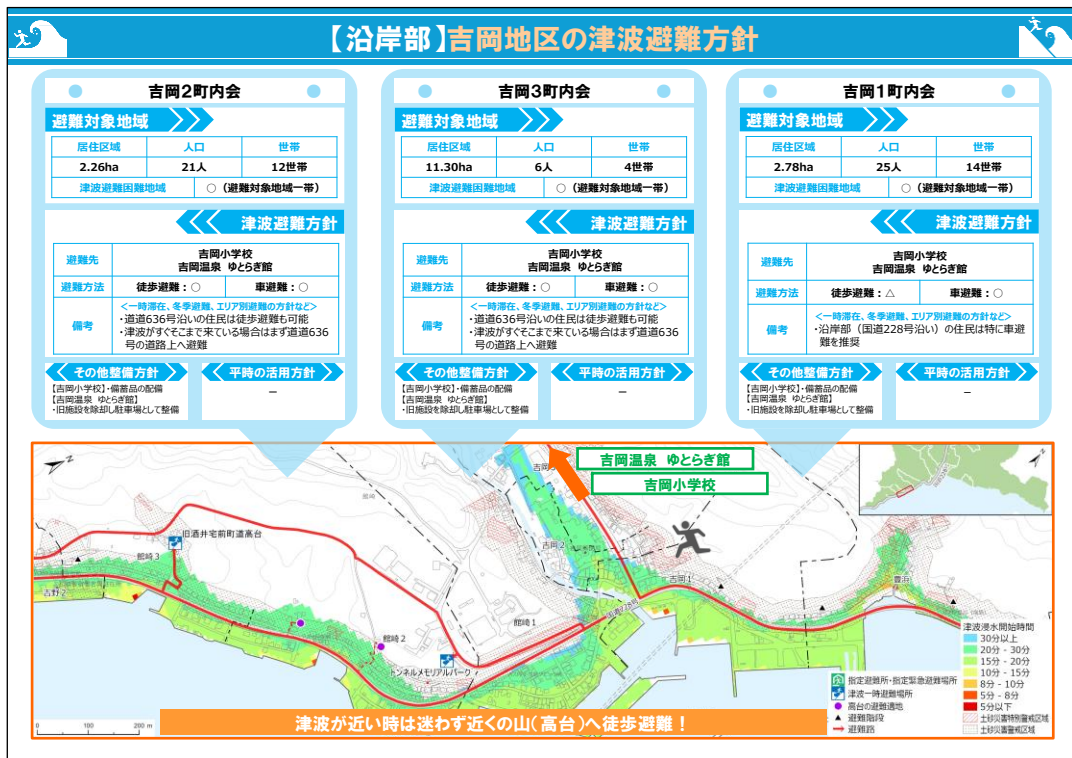 【沿岸部】吉岡地区の津波避難方針
吉岡2町内会
避難対象地域
居住区域 人口 世帯
2.26ha 21人 12世帯
津波避難困難地域 ○（避難対象地域一帯）
津波避難方針
避難先 吉岡小学校
吉岡温泉 ゆとらぎ館
避難方法 徒歩避難：○ 車避難：○
備考
＜一時滞在、冬季避難、エリア別避難の方針など＞
・道道636号沿いの住民は徒歩避難も可能
・津波がすぐそこまで来ている場合はまず道道636
号の道路上へ避難
その他整備方針 平時の活用方針
【吉岡小学校】・備蓄品の配備
【吉岡温泉 ゆとらぎ館】
・旧施設を除却し駐車場として整備
－
吉岡3町内会
避難対象地域
居住区域 人口 世帯
11.30ha 6人 4世帯
津波避難困難地域 ○（避難対象地域一帯）
津波避難方針
避難先 吉岡小学校
吉岡温泉 ゆとらぎ館
避難方法 徒歩避難：○ 車避難：○
備考
＜一時滞在、冬季避難、エリア別避難の方針など＞
・道道636号沿いの住民は徒歩避難も可能
・津波がすぐそこまで来ている場合はまず道道636
号の道路上へ避難
その他整備方針 平時の活用方針
【吉岡小学校】・備蓄品の配備
【吉岡温泉 ゆとらぎ館】
・旧施設を除却し駐車場として整備
－
吉岡1町内会
避難対象地域
居住区域 人口 世帯
2.78ha 25人 14世帯
津波避難困難地域 ○（避難対象地域一帯）
津波避難方針
避難先 吉岡小学校
吉岡温泉 ゆとらぎ館
避難方法 徒歩避難：△ 車避難：○
備考
＜一時滞在、冬季避難、エリア別避難の方針など＞
・沿岸部（国道228号沿い）の住民は特に車避
難を推奨
その他整備方針 平時の活用方針
【吉岡小学校】・備蓄品の配備
【吉岡温泉 ゆとらぎ館】
・旧施設を除却し駐車場として整備
－
吉岡温泉 ゆとらぎ館
吉岡小学校
旧酒井宅前町道高台
館崎 3
吉野 2
館崎 2
トンネルメモリアルパーク
館崎 1
吉岡 2
吉岡 1
国道228号
豊浜
津波浸水開始時間
30分以上
20分 - 30分
15分 - 20分
10分 - 15分
8分 - 10分
5分 - 8分
5分以下
土砂災害特別警戒区域
土砂災害警戒区域
指定避難所・指定緊急避難場所
津波一時避難場所
高台の避難適地
避難階段
避難路
0 100 200 m
津波が近い時は迷わず近くの山（高台）へ徒歩避難！